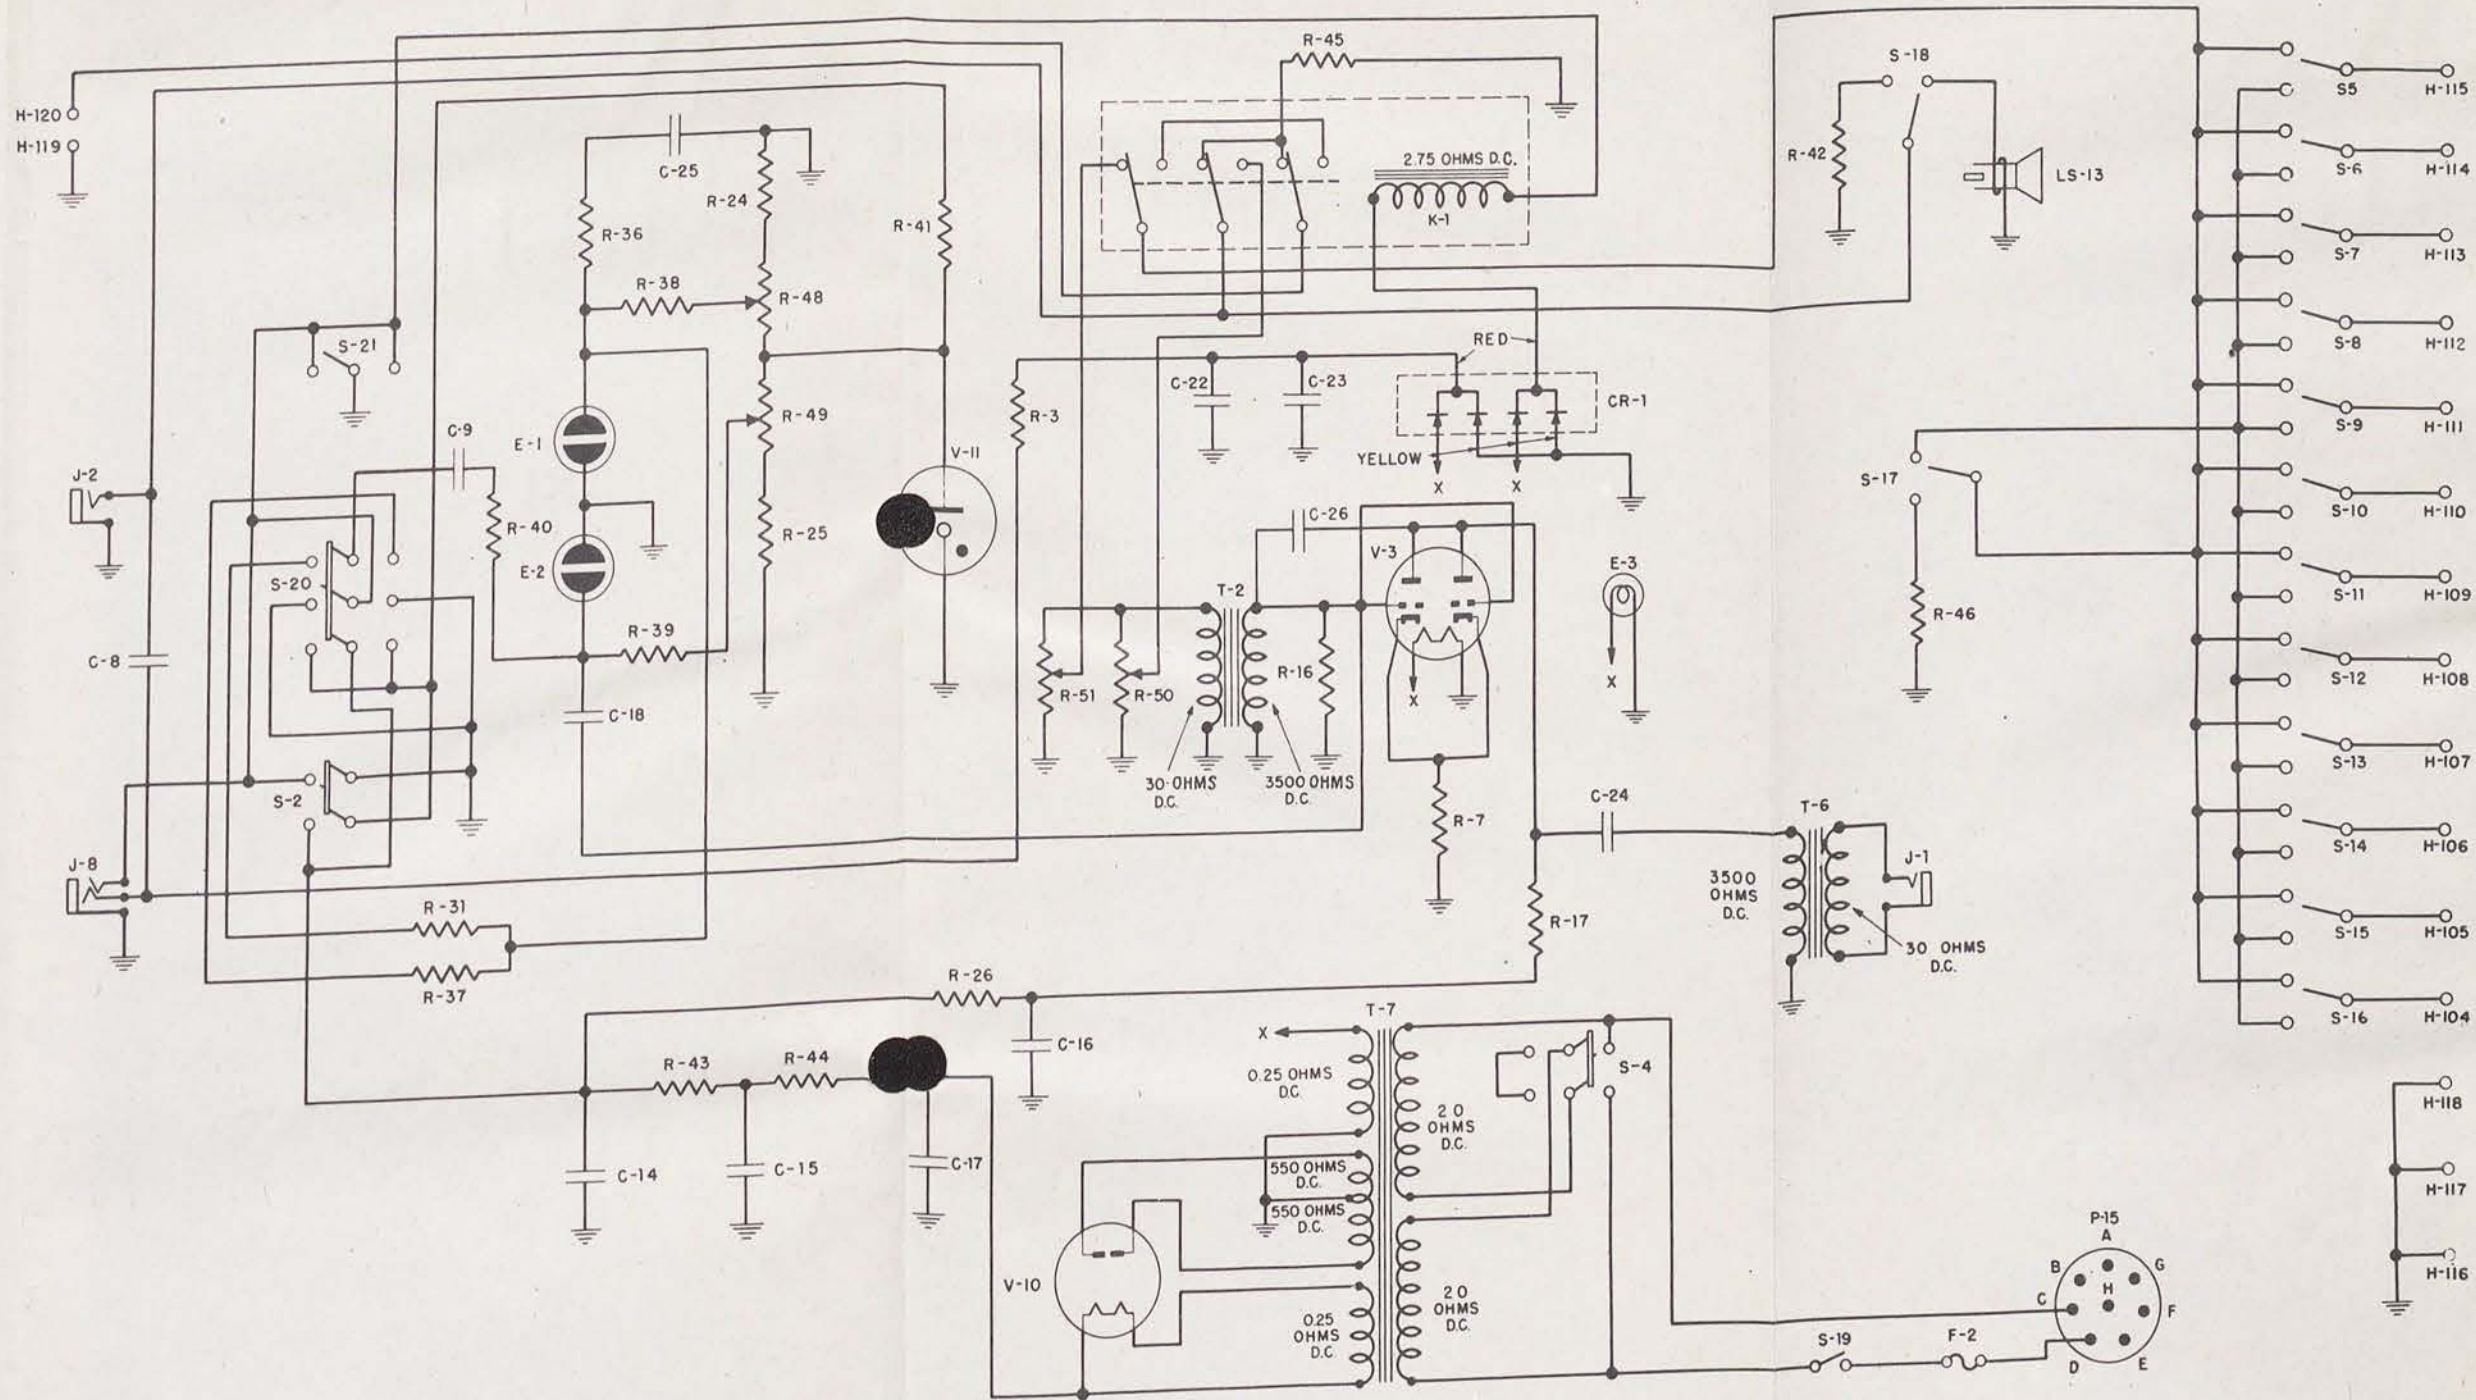 H-120
H-119
J-2
C-8
J-8
S-21
S-20
S-2
C-9
R-40
R-31
R-37
C-25
R-36
R-24
R-38
R-48
R-41
E-1
R-49
V-11
E-2
R-25
R-39
C-18
R-3
R-45
2.75 OHMS D.C.
K-1
S-18
R-42
LS-13
RED
C-22
C-23
CR-1
YELLOW
X
X
C-26
V-3
T-2
E-3
R-51
R-50
R-16
X
X
30 OHMS
D.C.
3500 OHMS
D.C.
R-7
C-24
R-17
T-6
3500
OHMS
D.C.
J-1
30 OHMS
D.C.
S-17
R-46
R-26
C-16
R-43
R-44
C-14
C-15
C-17
T-7
X
0.25 OHMS
D.C.
550 OHMS
D.C.
550 OHMS
D.C.
V-10
0.25
OHMS
D.C
20
OHMS
D.C.
20
OHMS
D.C.
S-4
S5
H-115
S-6
H-114
S-7
H-113
S-8
H-112
S-9
H-111
S-10
H-110
S-11
H-109
S-12
H-108
S-13
H-107
S-14
H-106
S-15
H-105
S-16
H-104
H-118
H-117
H-116
P-15
A
B
G
H
C
F
D
E
S-19
F-2